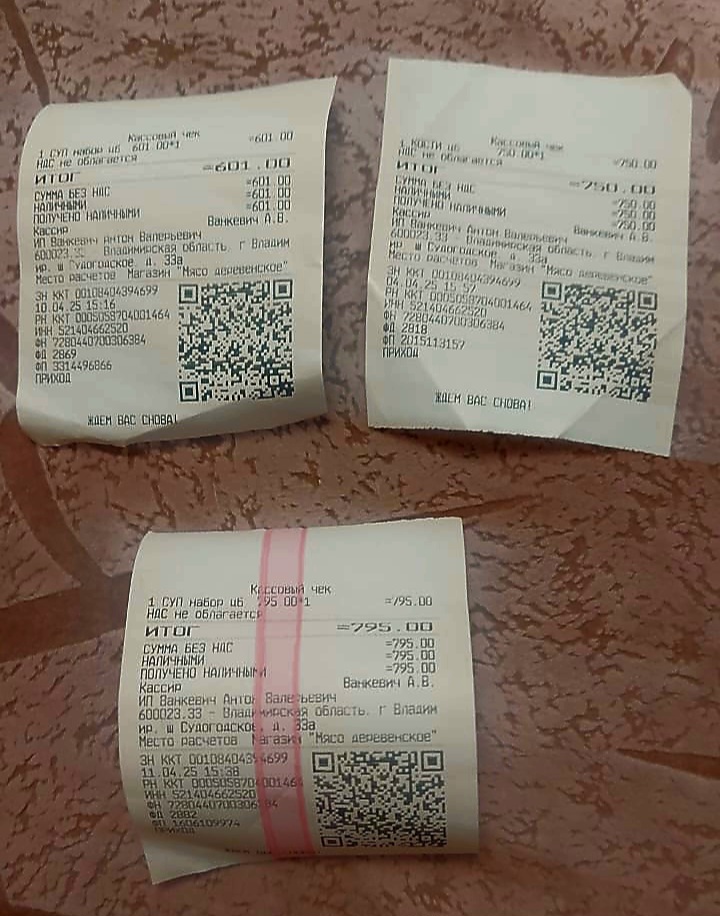 Кассовый чек
1 СУП набор цб 601 00*1 =601.00
НДС не облагается
ИТОГ =601.00
СУММА БЕЗ НДС =601.00
НАЛИЧНЫМИ =601.00
ПОЛУЧЕНО НАЛИЧНЫМИ =601.00
Кассир Ванкевич А.В.
ИП Ванкевич Антон Валерьевич
Владимирская область, г Владим
ир, ш Судогодское, д, 33а
Место расчетов Магазин "Мясо деревенское"
ЗН ККТ 00108404394699
10.04.25 15:16
РН ККТ 0005058704001464
ИНН 521404662520
ФН 7280440700306384
ФД 2869
ФП 3314496866
ПРИХОД
ЖДЕМ ВАС СНОВА!
Кассовый чек
1 КОСТИ цб 750 00*1 =750.00
НДС не облагается
ИТОГ =750.00
СУММА БЕЗ НДС =750.00
НАЛИЧНЫМИ =750.00
ПОЛУЧЕНО НАЛИЧНЫМИ =750.00
Кассир Ванкевич А.В.
ИП Ванкевич Антон Валерьевич
600023.33 - Владимирская область, г Владим
ир, ш Судогодское, д, 33а
Место расчетов Магазин "Мясо деревенское"
ЗН ККТ 00108404394699
04.04.25 15:57
РН ККТ 0005058704001464
ИНН 521404662520
ФН 7280440700306384
ФД 2818
ФП 2015113157
ПРИХОД
ЖДЕМ ВАС СНОВА!
Кассовый чек
1 СУП набор цб 795 00*1 =795.00
НДС не облагается
ИТОГ =795.00
СУММА БЕЗ НДС =795.00
НАЛИЧНЫМИ =795.00
ПОЛУЧЕНО НАЛИЧНЫМИ =795.00
Кассир Ванкевич А.В.
ИП Ванкевич Антон Валерьевич
600023.33 - Владимирская область, г Владим
ир, ш Судогодское, д, 33а
Место расчетов Магазин "Мясо деревенское"
ЗН ККТ 00108404394699
11.04.25 15:38
РН ККТ 0005058704001464
ИНН 521404662520
ФН 7280440700306384
ФД 2882
ФП 1606109974
ПРИХОД